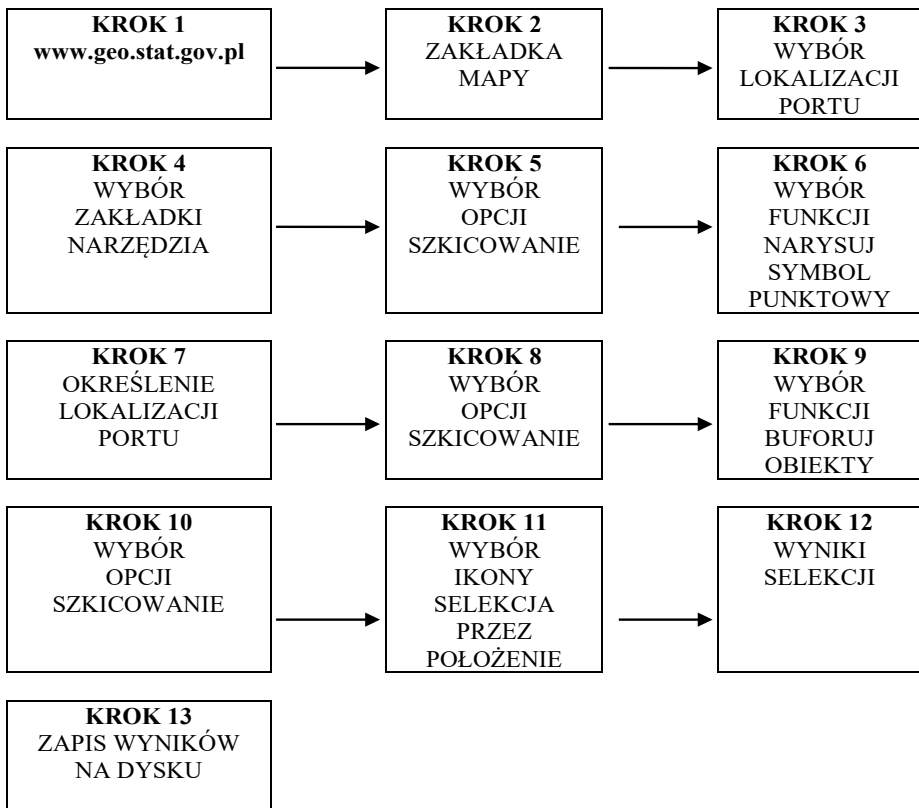 KROK 1
www.geo.stat.gov.pl
KROK 2
ZAKŁADKA
MAPY
KROK 3
WYBÓR
LOKALIZACJI
PORTU
KROK 4
WYBÓR
ZAKŁADKI
NARZĘDZIA
KROK 5
WYBÓR
OPCJI
SZKICOWANIE
KROK 6
WYBÓR
FUNKCJI
NARYSUJ
SYMBOL
PUNKTOWY
KROK 7
OKREŚLENIE
LOKALIZACJI
PORTU
KROK 8
WYBÓR
OPCJI
SZKICOWANIE
KROK 9
WYBÓR
FUNKCJI
BUFORUJ
OBIEKTY
KROK 10
WYBÓR
OPCJI
SZKICOWANIE
KROK 11
WYBÓR
IKONY
SELEKCJA
PRZEZ
POŁOŻENIE
KROK 12
WYNIKI
SELEKCJI
KROK 13
ZAPIS WYNIKÓW
NA DYSKU